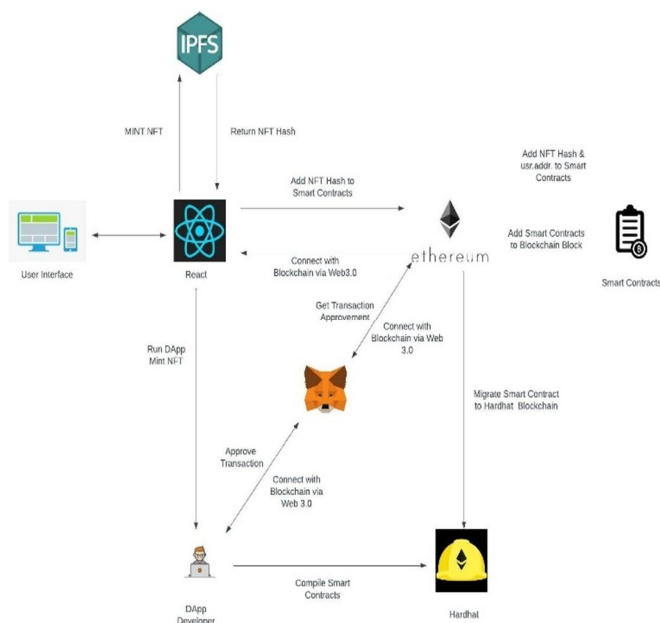 IPFS
MINT NFT
Return NFT Hash
Add NFT Hash &
usr.addr. to Smart
Contracts
Add NFT Hash to
Smart Contracts
Add Smart Contracts
to Blockchain Block
ethereum
User Interface
React
Connect with
Blockchain via Web3.0
Smart Contracts
Get Transaction
Approvement
Connect with
Blockchain via Web
3.0
Run DApp
Mint NFT
Migrate Smart Contract
to Hardhat Blockchain
Approve
Transaction
Connect with
Blockchain via
Web 3.0
Compile Smart
Contracts
DApp
Developer
Hardhat